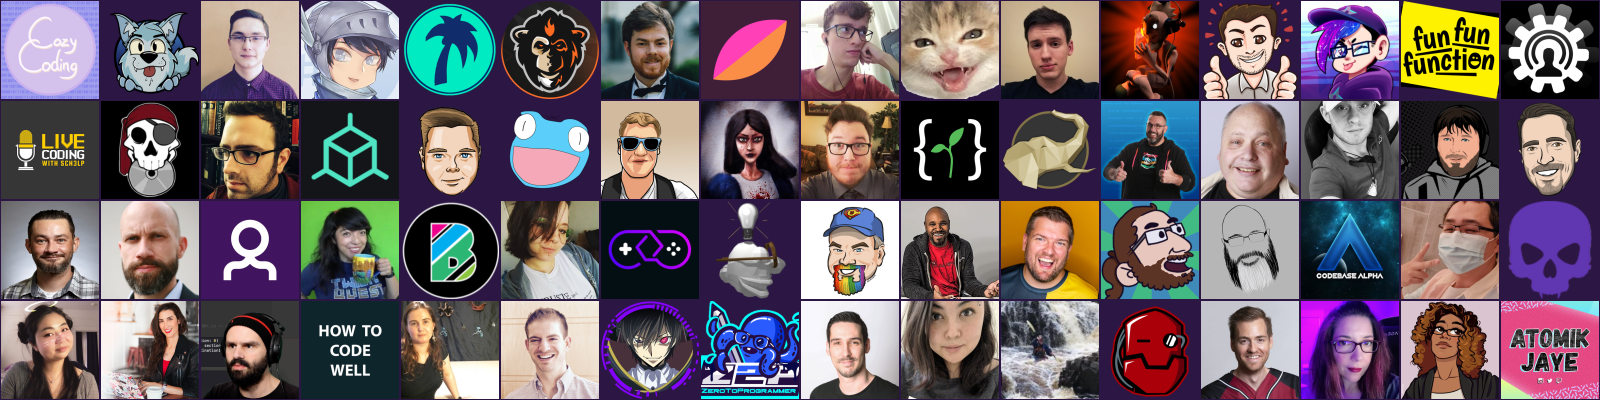 Cozy
Coding
fun fun
function
LIVE
CODING
WITH SCH3LP
{ }
B
CODEBASE ALPHA
HOW TO
CODE
WELL
ZEROTOPROGRAMMER
ATOMIK
JAYE